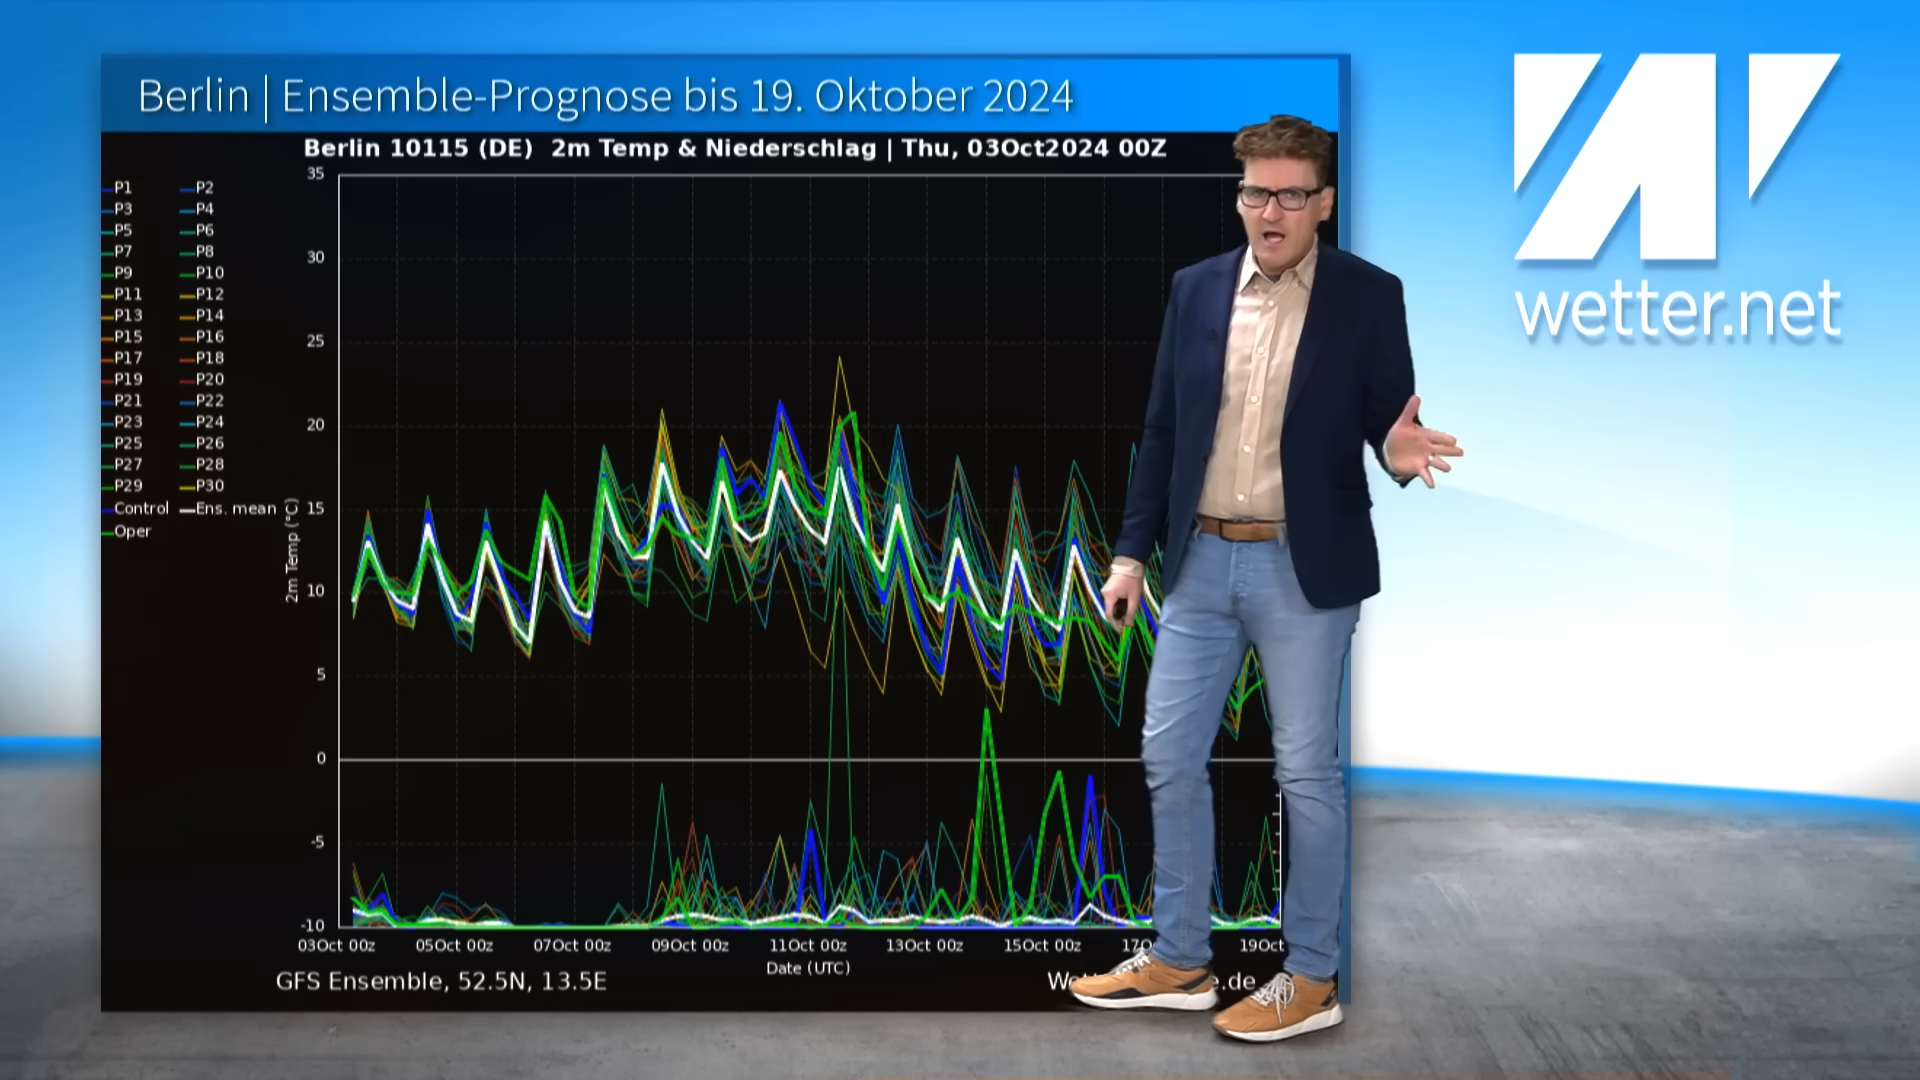 Berlin | Ensemble-Prognose bis 19. Oktober 2024
wetter.net
Berlin 10115 (DE) 2m Temp & Niederschlag | Thu, 03Oct2024 00Z
P1 P2
P3 P4
P5 P6
P7 P8
P9 P10
P11 P12
P13 P14
P15 P16
P17 P18
P19 P20
P21 P22
P23 P24
P25 P26
P27 P28
P29 P30
Control Ens. mean
Oper
2m Temp (°C)
35
30
25
20
15
10
5
0
-5
-10
03Oct 00z 05Oct 00z 07Oct 00z 09Oct 00z 11Oct 00z 13Oct 00z 15Oct 00z 19Oct
Date (UTC)
GFS Ensemble, 52.5N, 13.5E